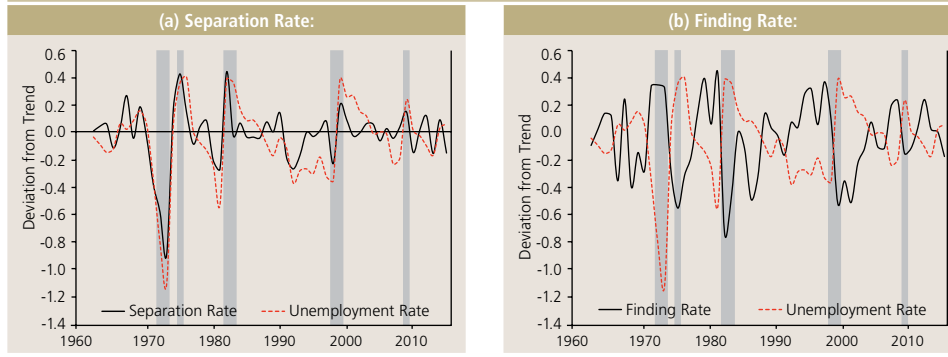 (a) Separation Rate:
Deviation from Trend
0.6
0.4
0.2
0.0
-0.2
-0.4
-0.6
-0.8
-1.0
-1.2
-1.4
Separation Rate
Unemployment Rate
1960 1970 1980 1990 2000 2010
(b) Finding Rate:
Deviation from Trend
0.6
0.4
0.2
0.0
-0.2
-0.4
-0.6
-0.8
-1.0
-1.2
-1.4
Finding Rate
Unemployment Rate
1960 1970 1980 1990 2000 2010